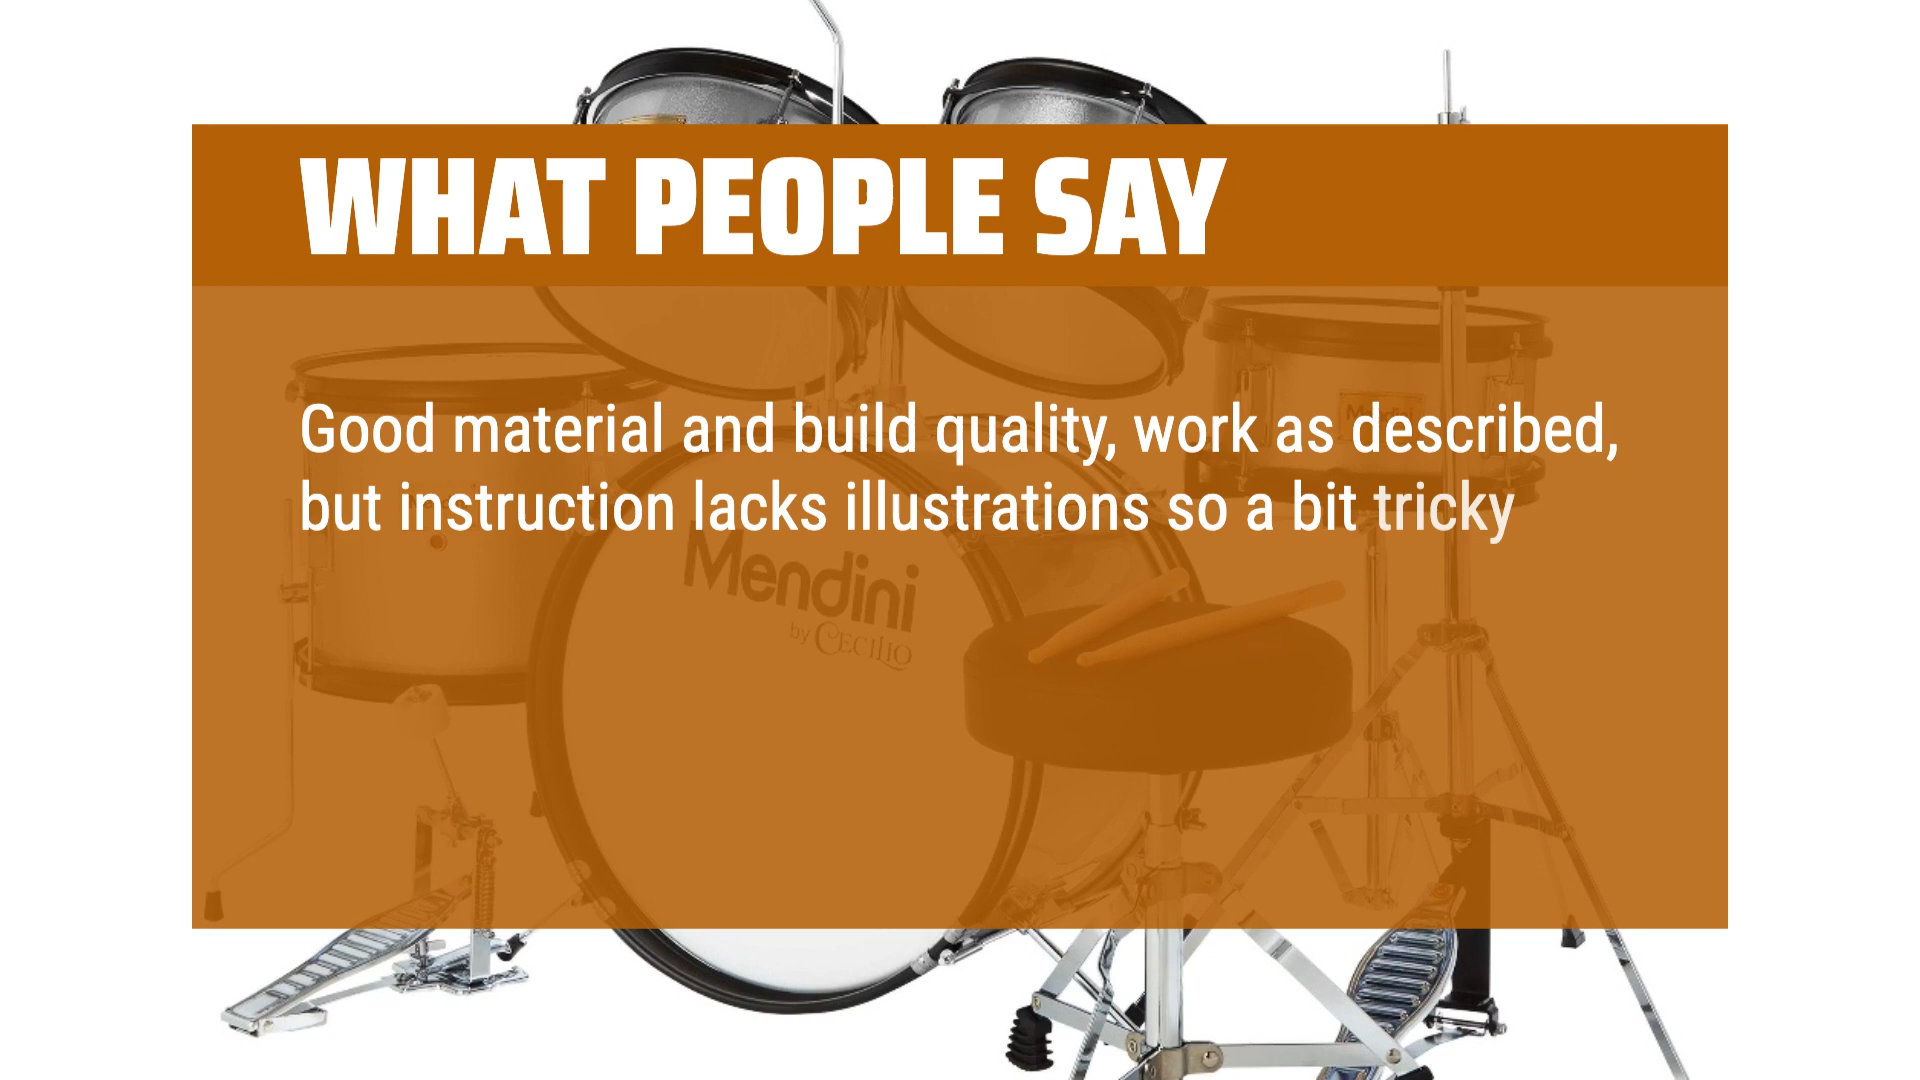 WHAT PEOPLE SAY
Good material and build quality, work as described,
but instruction lacks illustrations so a bit tricky
Mendini
by CECILIO